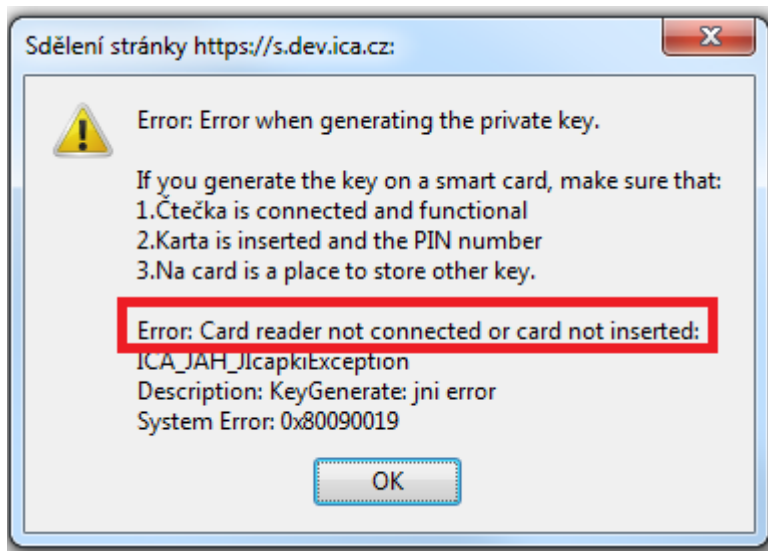 Sdělení stránky https://s.dev.ica.cz:
Error: Error when generating the private key.
If you generate the key on a smart card, make sure that:
1.Čtečka is connected and functional
2.Karta is inserted and the PIN number
3.Na card is a place to store other key.
Error: Card reader not connected or card not inserted:
ICA_JAH_JIcapkiException
Description: KeyGenerate: jni error
System Error: 0x80090019
OK